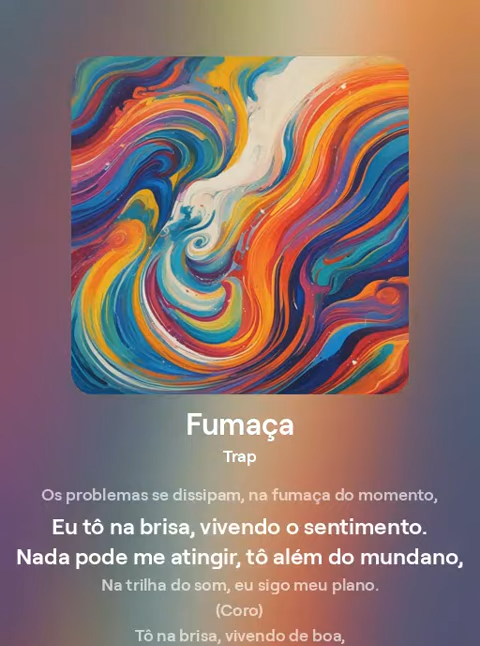 Fumaça
Trap
Os problemas se dissipam, na fumaça do momento,
Eu tô na brisa, vivendo o sentimento.
Nada pode me atingir, tô além do mundano,
Na trilha do som, eu sigo meu plano.
(Coro)
Tô na brisa, vivendo de boa,